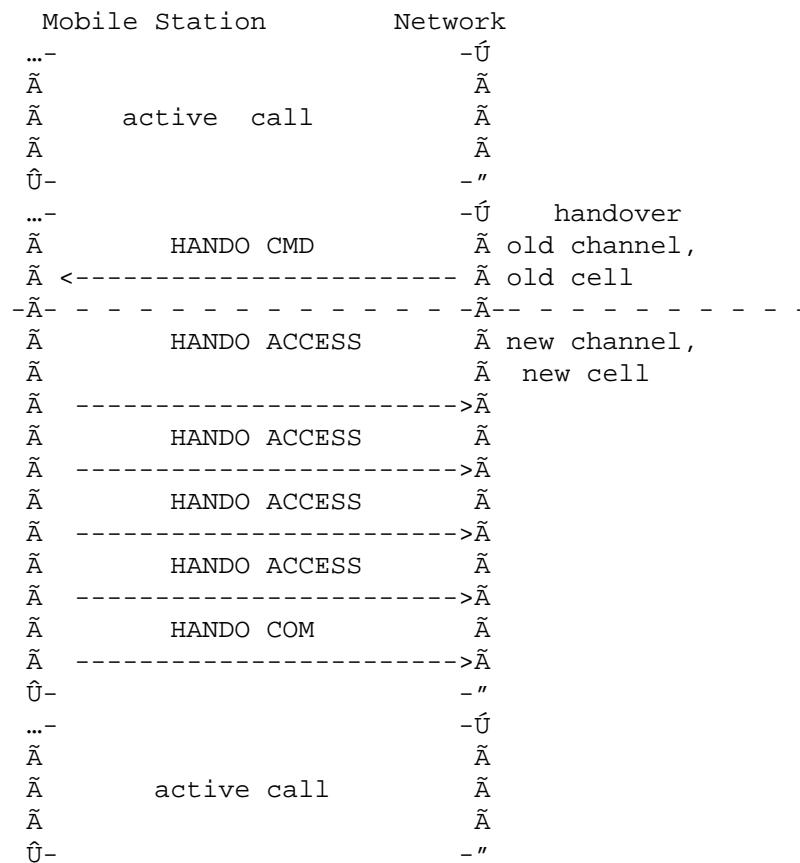 Mobile Station        Network
…-                          -Ú
Ã                           Ã
Ã     active  call          Ã
Ã                           Ã
Û-                          -"
…-                          -Ú   handover
Ã         HANDO CMD         Ã old channel,
Ã <------------------------ Ã old cell
-Ã- - - - - - - - - - - - - -Ã-- - - - - - - - - -
Ã         HANDO ACCESS      Ã new channel,
Ã                           Ã  new cell
Ã  ------------------------>Ã
Ã         HANDO ACCESS      Ã
Ã  ------------------------>Ã
Ã         HANDO ACCESS      Ã
Ã  ------------------------>Ã
Ã         HANDO ACCESS      Ã
Ã  ------------------------>Ã
Ã         HANDO COM         Ã
Ã  ------------------------>Ã
Û-                          -"
…-                          -Ú
Ã                           Ã
Ã        active call        Ã
Ã                           Ã
Û-                          -"